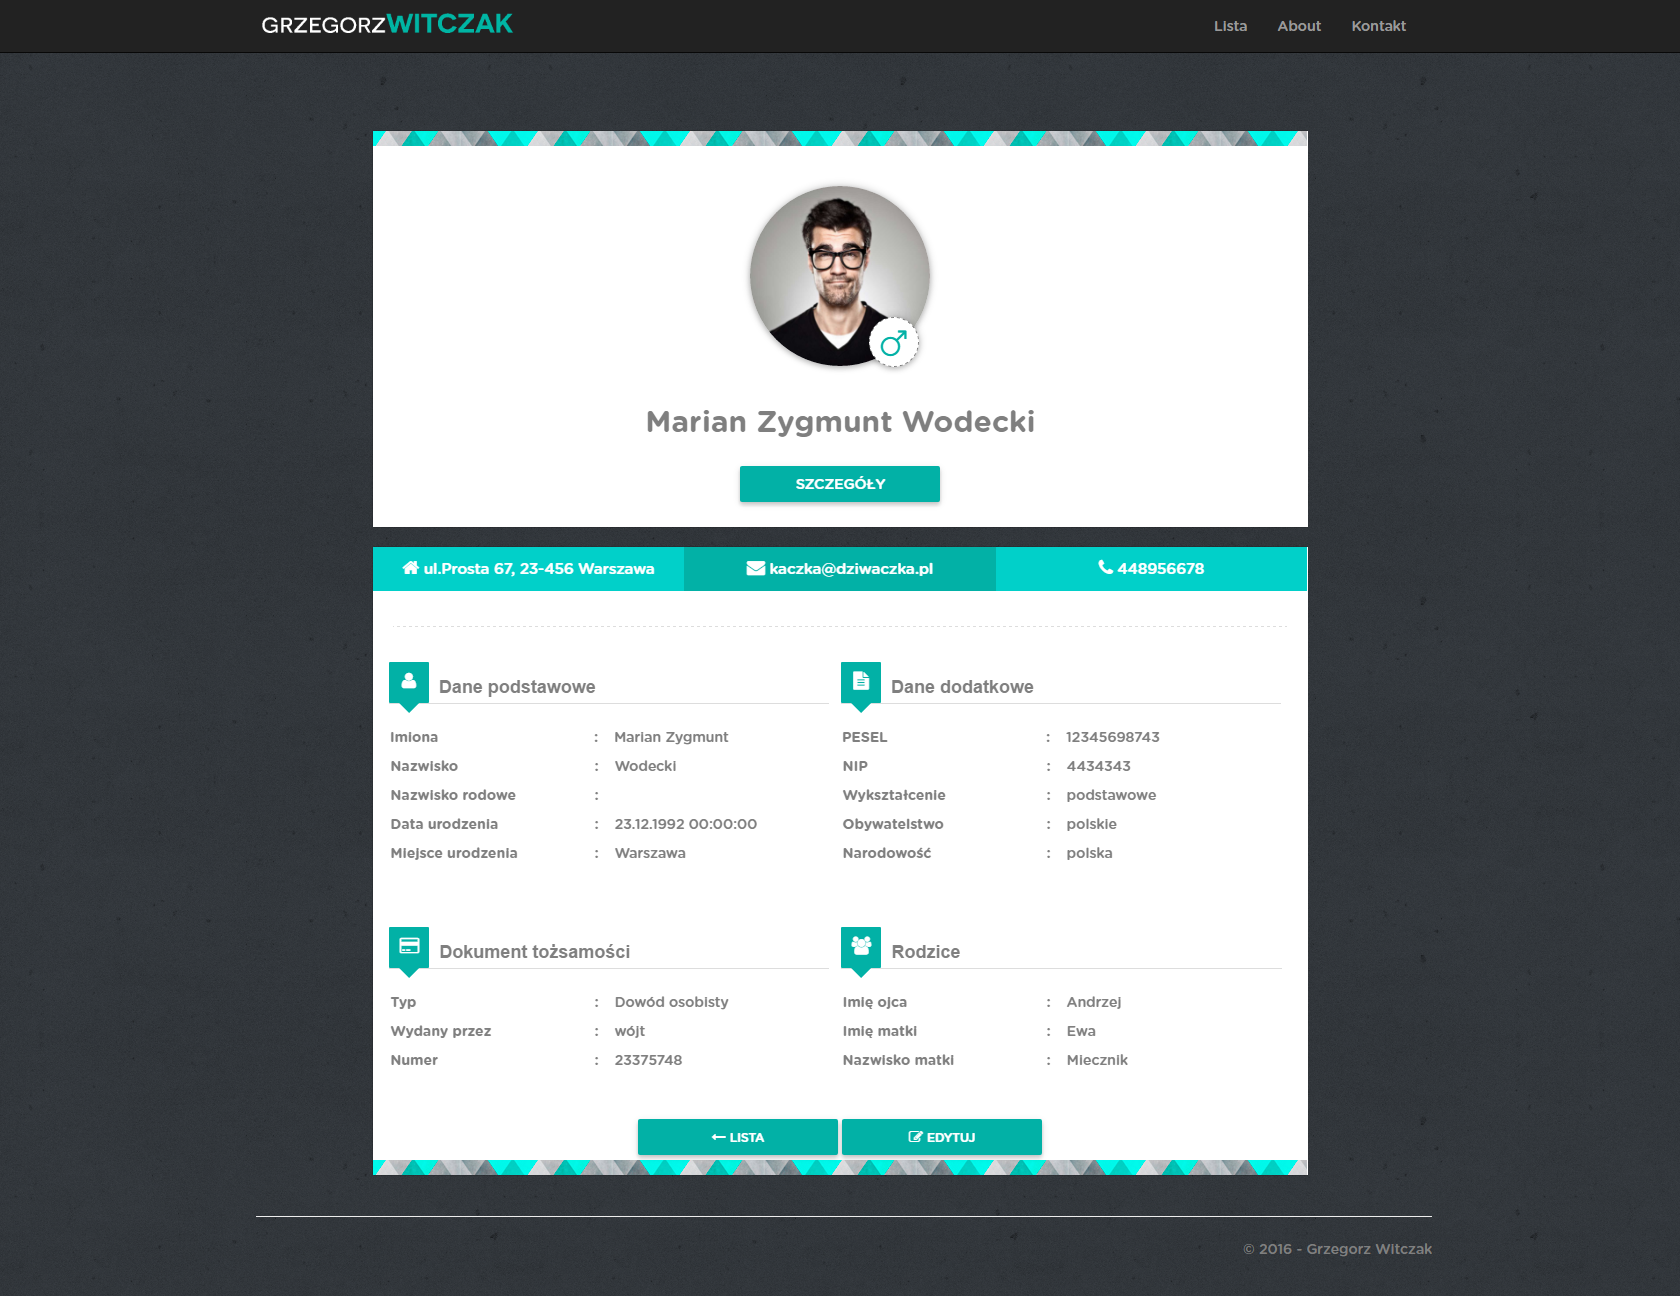 GRZEGORZWITCZAK
Lista About Kontakt
Marian Zygmunt Wodecki
SZCZEGÓŁY
ul.Prosta 67, 23-456 Warszawa
kaczka@dziwaczka.pl
448956678
Dane podstawowe
Imiona : Marian Zygmunt
Nazwisko : Wodecki
Nazwisko rodowe :
Data urodzenia : 23.12.1992 00:00:00
Miejsce urodzenia : Warszawa
Dane dodatkowe
PESEL : 12345698743
NIP : 4434343
Wykształcenie : podstawowe
Obywatelstwo : polskie
Narodowość : polska
Dokument tożsamości
Typ : Dowód osobisty
Wydany przez : wójt
Numer : 23375748
Rodzice
Imię ojca : Andrzej
Imię matki : Ewa
Nazwisko matki : Miecznik
LISTA
EDYTUJ
© 2016 - Grzegorz Witczak